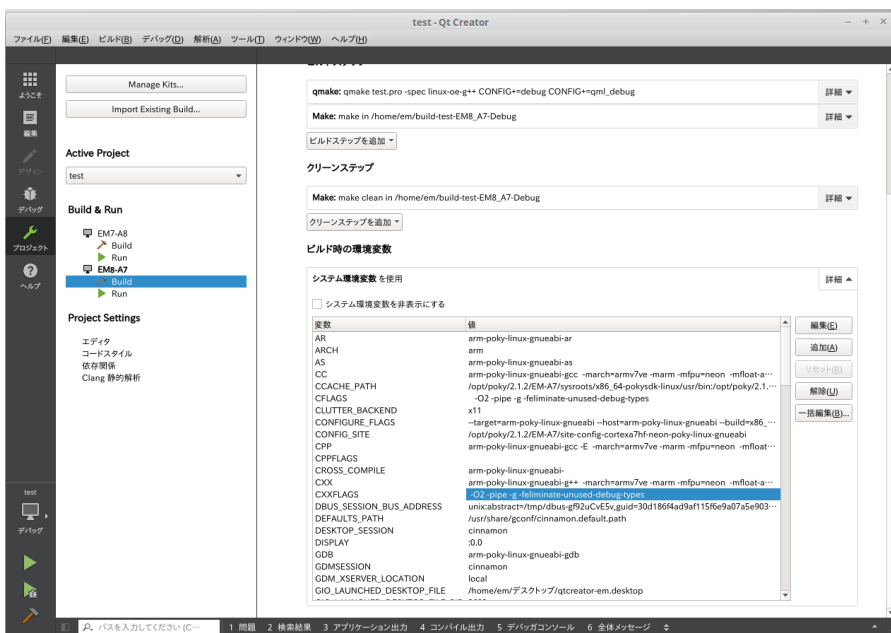 test - Qt Creator
ファイル(F) 編集(E) ビルド(B) デバッグ(D) 解析(A) ツール(T) ウィンドウ(W) ヘルプ(H)
ようこそ
編集
デザイン
デバッグ
プロジェクト
ヘルプ
test
デバッグ
Manage Kits...
Import Existing Build...
Active Project
test
Build & Run
EM7-A8
Build
Run
EM8-A7
Build
Run
Project Settings
エディタ
コードスタイル
依存関係
Clang 静的解析
qmake: qmake test.pro -spec linux-oe-g++ CONFIG+=debug CONFIG+=qml_debug 詳細
Make: make in /home/em/build-test-EM8_A7-Debug 詳細
ビルドステップを追加
クリーンステップ
Make: make clean in /home/em/build-test-EM8_A7-Debug 詳細
クリーンステップを追加
ビルド時の環境変数
システム環境変数 を使用 詳細
システム環境変数を非表示にする
変数 値
AR arm-poky-linux-gnueabi-ar
ARCH arm
AS arm-poky-linux-gnueabi-as
CC arm-poky-linux-gnueabi-gcc -march=armv7ve -marm -mfpu=neon -mfloat-a…
CCACHE_PATH /opt/poky/2.1.2/EM-A7/sysroots/x86_64-pokysdk-linux/usr/bin:/opt/poky/2.1.…
CFLAGS -O2 -pipe -g -feliminate-unused-debug-types
CLUTTER_BACKEND x11
CONFIGURE_FLAGS --target=arm-poky-linux-gnueabi --host=arm-poky-linux-gnueabi --build=x86_…
CONFIG_SITE /opt/poky/2.1.2/EM-A7/site-config-cortexa7hf-neon-poky-linux-gnueabi
CPP arm-poky-linux-gnueabi-gcc -E -march=armv7ve -marm -mfpu=neon -mfloat…
CPPFLAGS
CROSS_COMPILE arm-poky-linux-gnueabi-
CXX arm-poky-linux-gnueabi-g++ -march=armv7ve -marm -mfpu=neon -mfloat-a…
CXXFLAGS -O2 -pipe -g -feliminate-unused-debug-types
DBUS_SESSION_BUS_ADDRESS unix:abstract=/tmp/dbus-gf92uCvE5v,guid=30d186f4ad9af115f6e9a07a5e903…
DEFAULTS_PATH /usr/share/gconf/cinnamon.default.path
DESKTOP_SESSION cinnamon
DISPLAY :0.0
GDB arm-poky-linux-gnueabi-gdb
GDMSESSION cinnamon
GDM_XSERVER_LOCATION local
GIO_LAUNCHED_DESKTOP_FILE /home/em/デスクトップ/qtcreator-em.desktop
編集(E)
追加(A)
リセット(R)
解除(U)
一括編集(B)...
パスを入力してください (C… 1 問題 2 検索結果 3 アプリケーション出力 4 コンパイル出力 5 デバッガコンソール 6 全体メッセージ